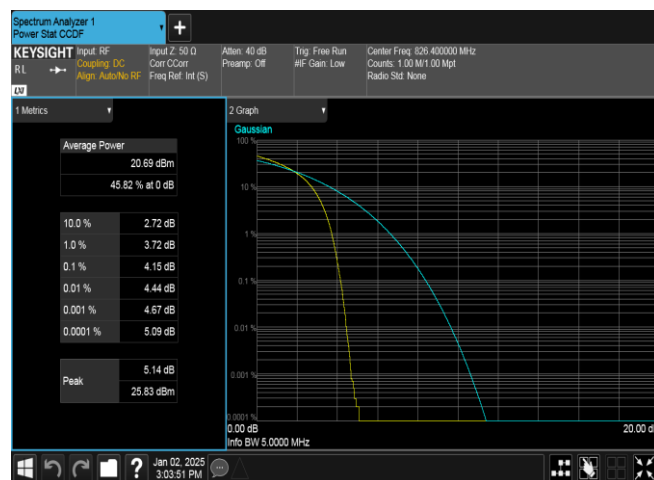 Spectrum Analyzer 1
Power Stat CCDF
+
KEYSIGHT Input: RF Input Z: 50 Ω Atten: 40 dB Trig: Free Run Center Freq: 826.400000 MHz
RL Coupling: DC Corr CCorr Preamp: Off #IF Gain: Low Counts: 1.00 M/1.00 Mpt
Align: Auto/No RF Freq Ref: Int (S) Radio Std: None
LXI
1 Metrics
2 Graph
Average Power
20.69 dBm
45.82 % at 0 dB
10.0 % 2.72 dB
1.0 % 3.72 dB
0.1 % 4.15 dB
0.01 % 4.44 dB
0.001 % 4.67 dB
0.0001 % 5.09 dB
Peak 5.14 dB
25.83 dBm
Gaussian
100 %
10 %
1 %
0.1 %
0.01 %
0.001 %
0.0001 %
0.00 dB 20.00 d
Info BW 5.0000 MHz
? Jan 02, 2025
3:03:51 PM